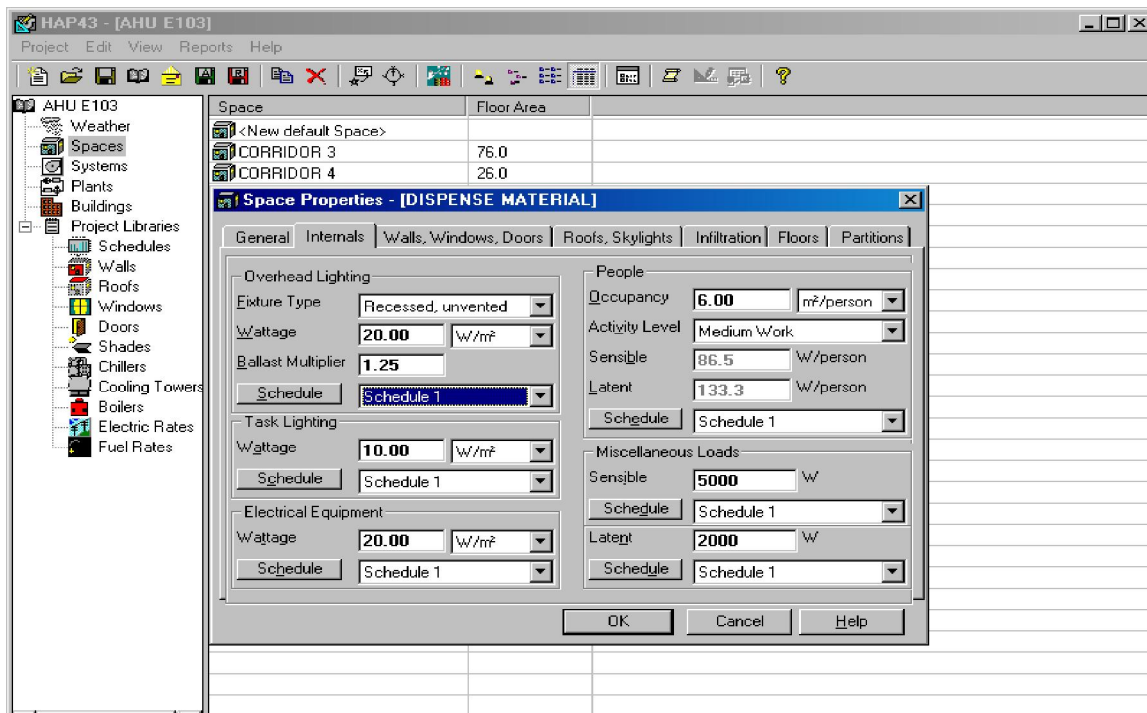 HAP43 - [AHU E103]
Project Edit View Reports Help
AHU E103
Weather
Spaces
Systems
Plants
Buildings
Project Libraries
Schedules
Walls
Roofs
Windows
Doors
Shades
Chillers
Cooling Towers
Boilers
Electric Rates
Fuel Rates
Space Floor Area
<New default Space>
CORRIDOR 3 76.0
CORRIDOR 4 26.0
Space Properties - [DISPENSE MATERIAL]
General Internals Walls, Windows, Doors Roofs, Skylights Infiltration Floors Partitions
Overhead Lighting
Fixture Type Recessed, unvented
Wattage 20.00 W/m²
Ballast Multiplier 1.25
Schedule Schedule 1
Task Lighting
Wattage 10.00 W/m²
Schedule Schedule 1
Electrical Equipment
Wattage 20.00 W/m²
Schedule Schedule 1
People
Occupancy 6.00 m²/person
Activity Level Medium Work
Sensible 86.5 W/person
Latent 133.3 W/person
Schedule Schedule 1
Miscellaneous Loads
Sensible 5000 W
Schedule Schedule 1
Latent 2000 W
Schedule Schedule 1
OK Cancel Help